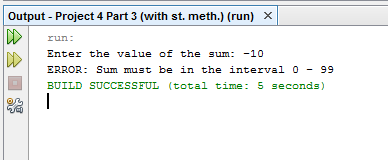 Output - Project 4 Part 3 (with st. meth.) (run) ×
run:
Enter the value of the sum: -10
ERROR: Sum must be in the interval 0 - 99
BUILD SUCCESSFUL (total time: 5 seconds)